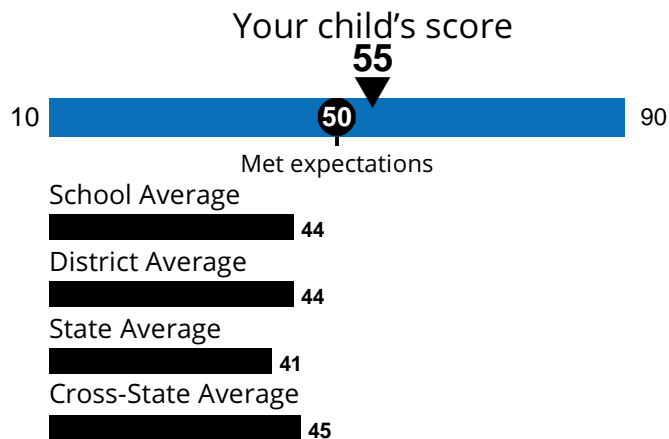 Your child’s score
55
10 50 90
Met expectations
School Average
44
District Average
44
State Average
41
Cross-State Average
45